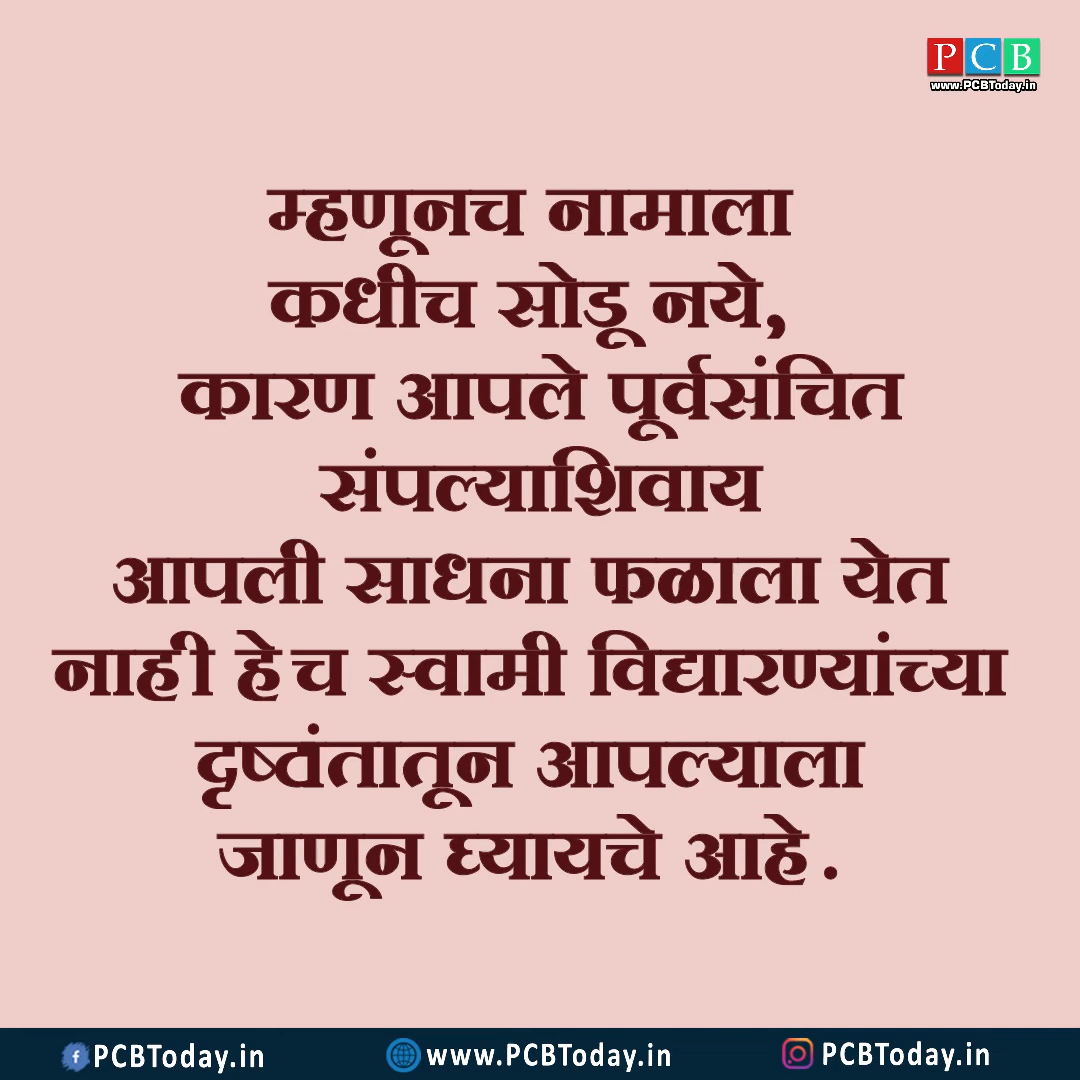 P C B
www.PCBToday.in
म्हणूनच नामाला
कधीच सोडू नये,
कारण आपले पूर्वसंचित
संपल्याशिवाय
आपली साधना फळाला येत
नाही हेच स्वामी विद्यारण्यांच्या
दृष्वंतातून आपल्याला
जाणून घ्यायचे आहे.
PCBToday.in www.PCBToday.in PCBToday.in